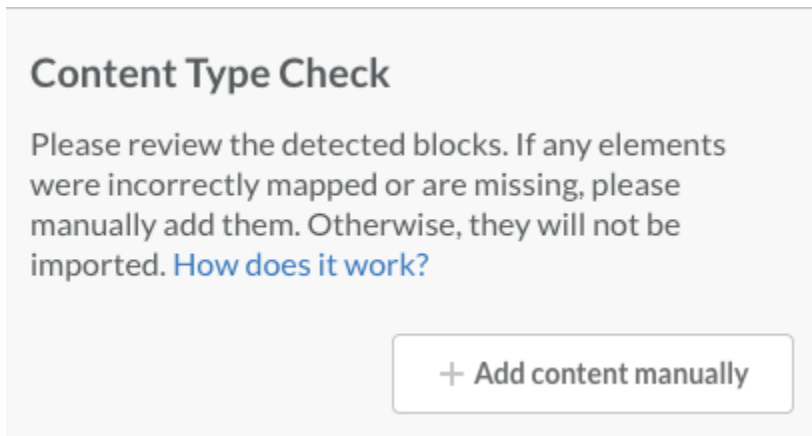 Content Type Check
Please review the detected blocks. If any elements
were incorrectly mapped or are missing, please
manually add them. Otherwise, they will not be
imported. How does it work?
+ Add content manually